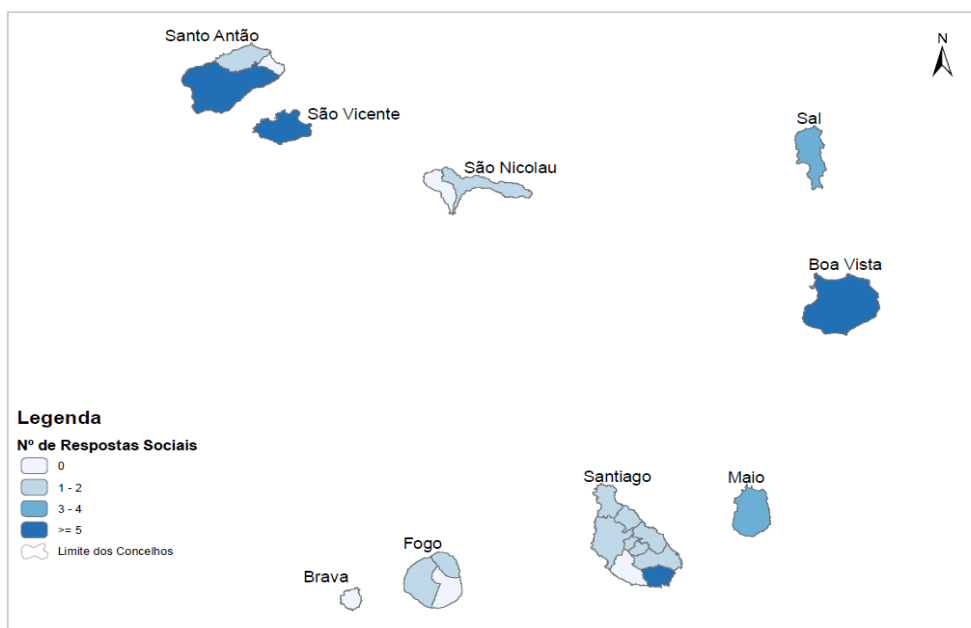 Santo Antão
N
São Vicente
Sal
São Nicolau
Boa Vista
Legenda
Nº de Respostas Sociais
0
1 - 2
3 - 4
>= 5
Limite dos Concelhos
Santiago
Maio
Fogo
Brava